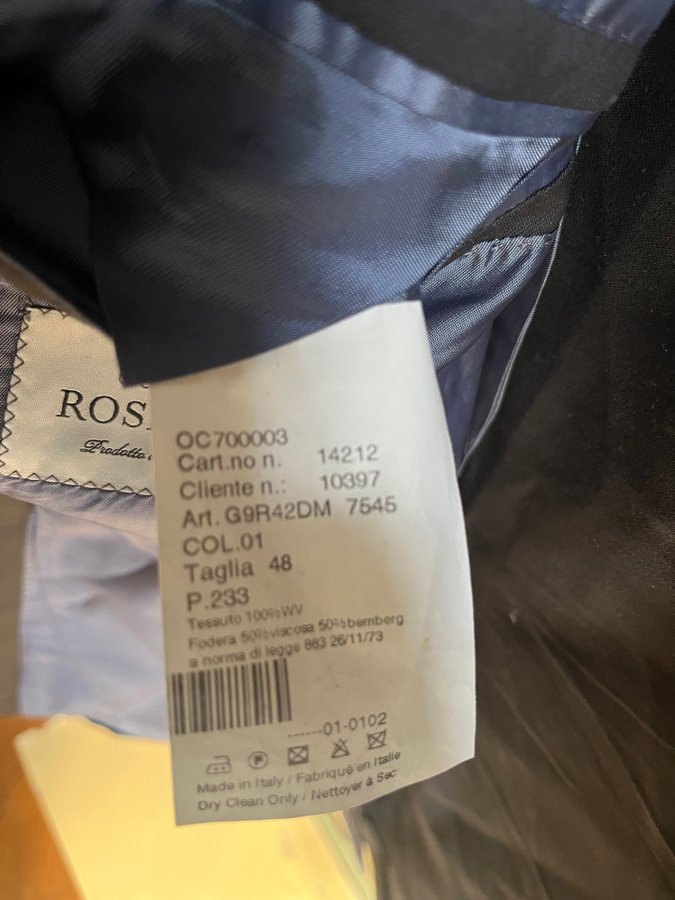 ROS
Prodotto
OC700003
Cart.no n. 14212
Cliente n.: 10397
Art. G9R42DM 7545
COL.01
Taglia 48
P.233
Tessuto 100%WV
Fodera 50%viscosa 50%bemberg
a norma di legge 883 26/11/73
------01-0102
Made in Italy / Fabriqué en Italie
Dry Clean Only / Nettoyer à Sec